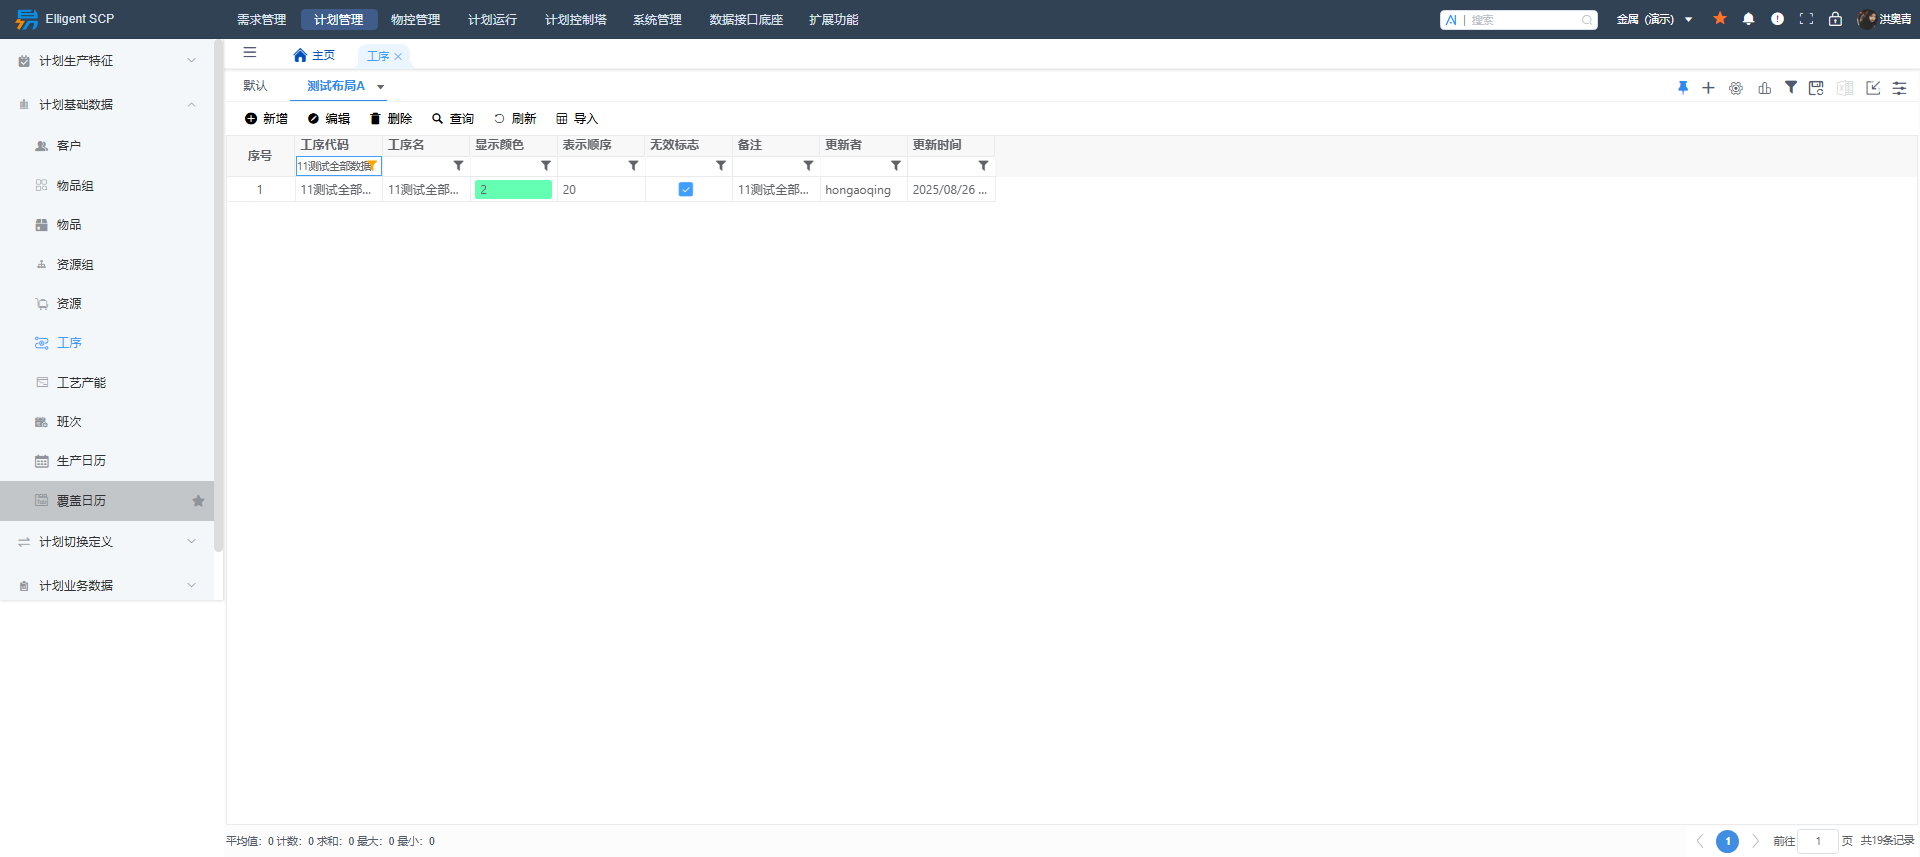 Elligent SCP
需求管理 计划管理 物控管理 计划运行 计划控制塔 系统管理 数据接口底座 扩展功能
AI | 搜索
金属 (演示)
洪奥青
计划生产特征
计划基础数据
客户
物品组
物品
资源组
资源
工序
工艺产能
班次
生产日历
覆盖日历
计划切换定义
计划业务数据
主页 工序
默认 测试布局A
新增 编辑 删除 查询 刷新 导入
序号 工序代码 工序名 显示颜色 表示顺序 无效标志 备注 更新者 更新时间
11测试全部数据
1 11测试全部... 11测试全部... 2 20 11测试全部... hongaoqing 2025/08/26 ...
平均值: 0 计数: 0 求和: 0 最大: 0 最小: 0
1 前往 1 页 共19条记录